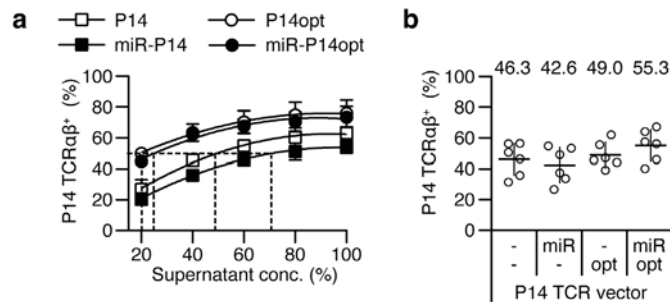 a
P14
P14opt
miR-P14
miR-P14opt
P14 TCRαβ+ (%)
100
80
60
40
20
0
20 40 60 80 100
Supernatant conc. (%)
b
46.3 42.6 49.0 55.3
P14 TCRαβ+ (%)
100
80
60
40
20
0
- miR - miR
- - opt opt
P14 TCR vector